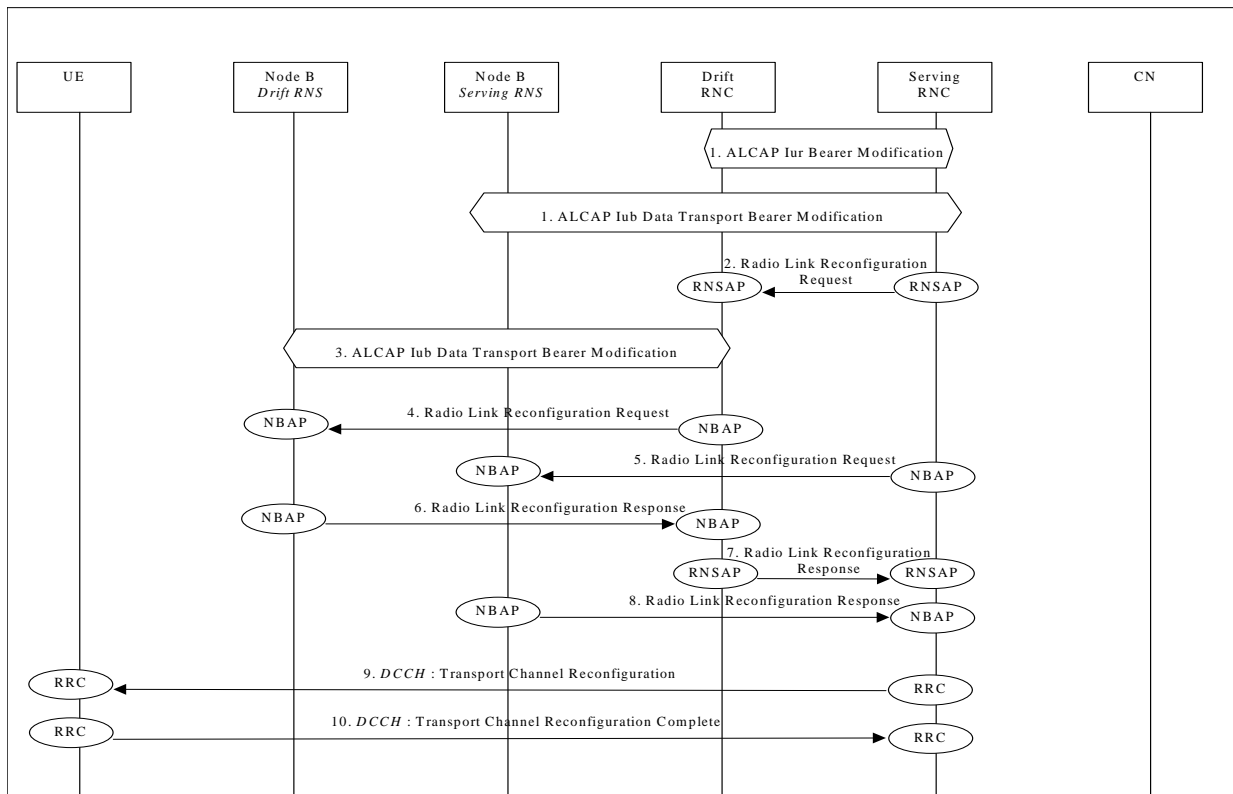 UE
Node B
Drift RNS
Node B
Serving RNS
Drift
RNC
Serving
RNC
CN
1. ALCAP Iur Bearer Modification
1. ALCAP Iub Data Transport Bearer Modification
2. Radio Link Reconfiguration
Request
RNSAP
RNSAP
3. ALCAP Iub Data Transport Bearer Modification
4. Radio Link Reconfiguration Request
NBAP
NBAP
5. Radio Link Reconfiguration Request
NBAP
NBAP
6. Radio Link Reconfiguration Response
NBAP
NBAP
7. Radio Link Reconfiguration
Response
RNSAP
RNSAP
8. Radio Link Reconfiguration Response
NBAP
NBAP
9. DCCH : Transport Channel Reconfiguration
RRC
RRC
10. DCCH : Transport Channel Reconfiguration Complete
RRC
RRC